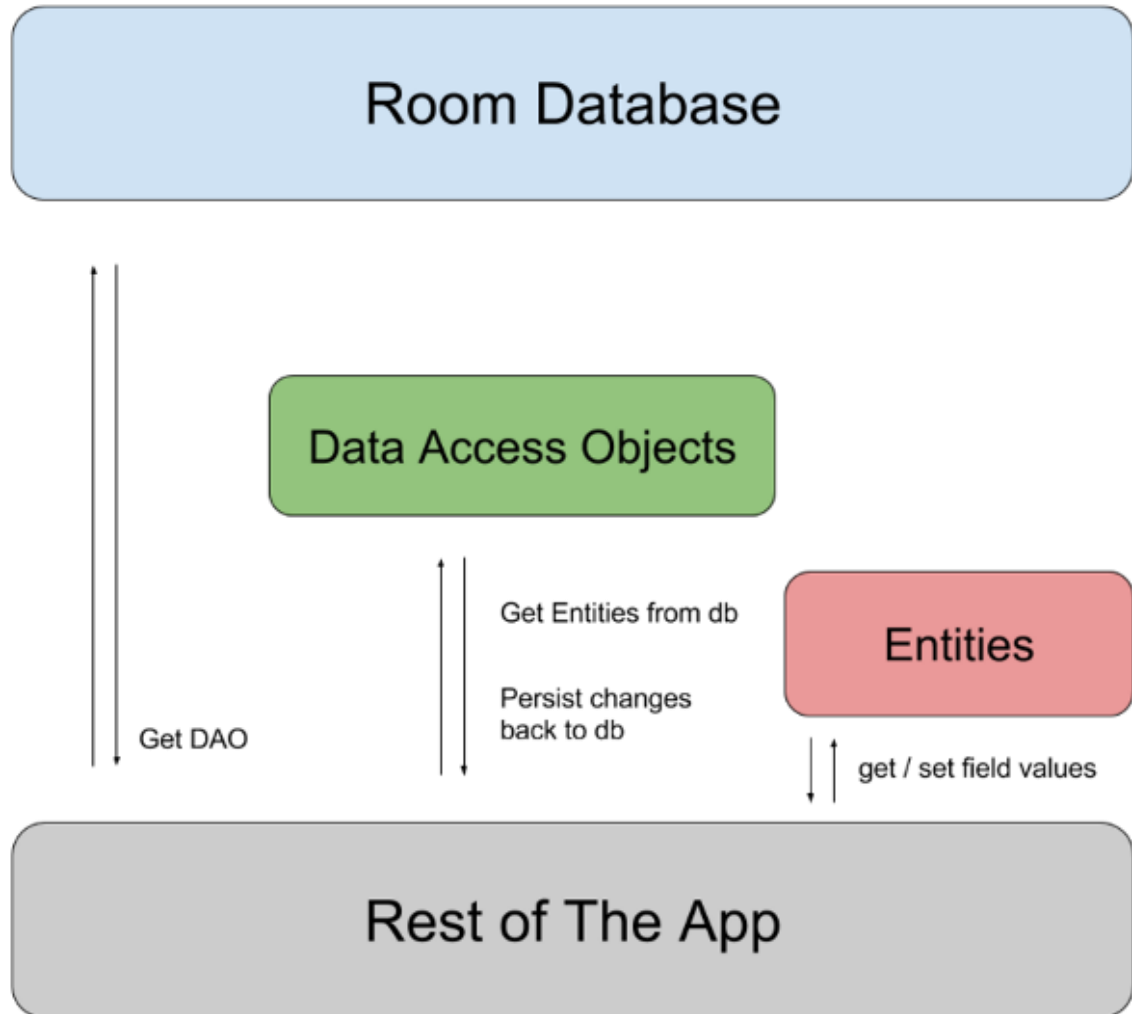 Room Database
Data Access Objects
Get Entities from db
Entities
Persist changes
back to db
Get DAO
get / set field values
Rest of The App